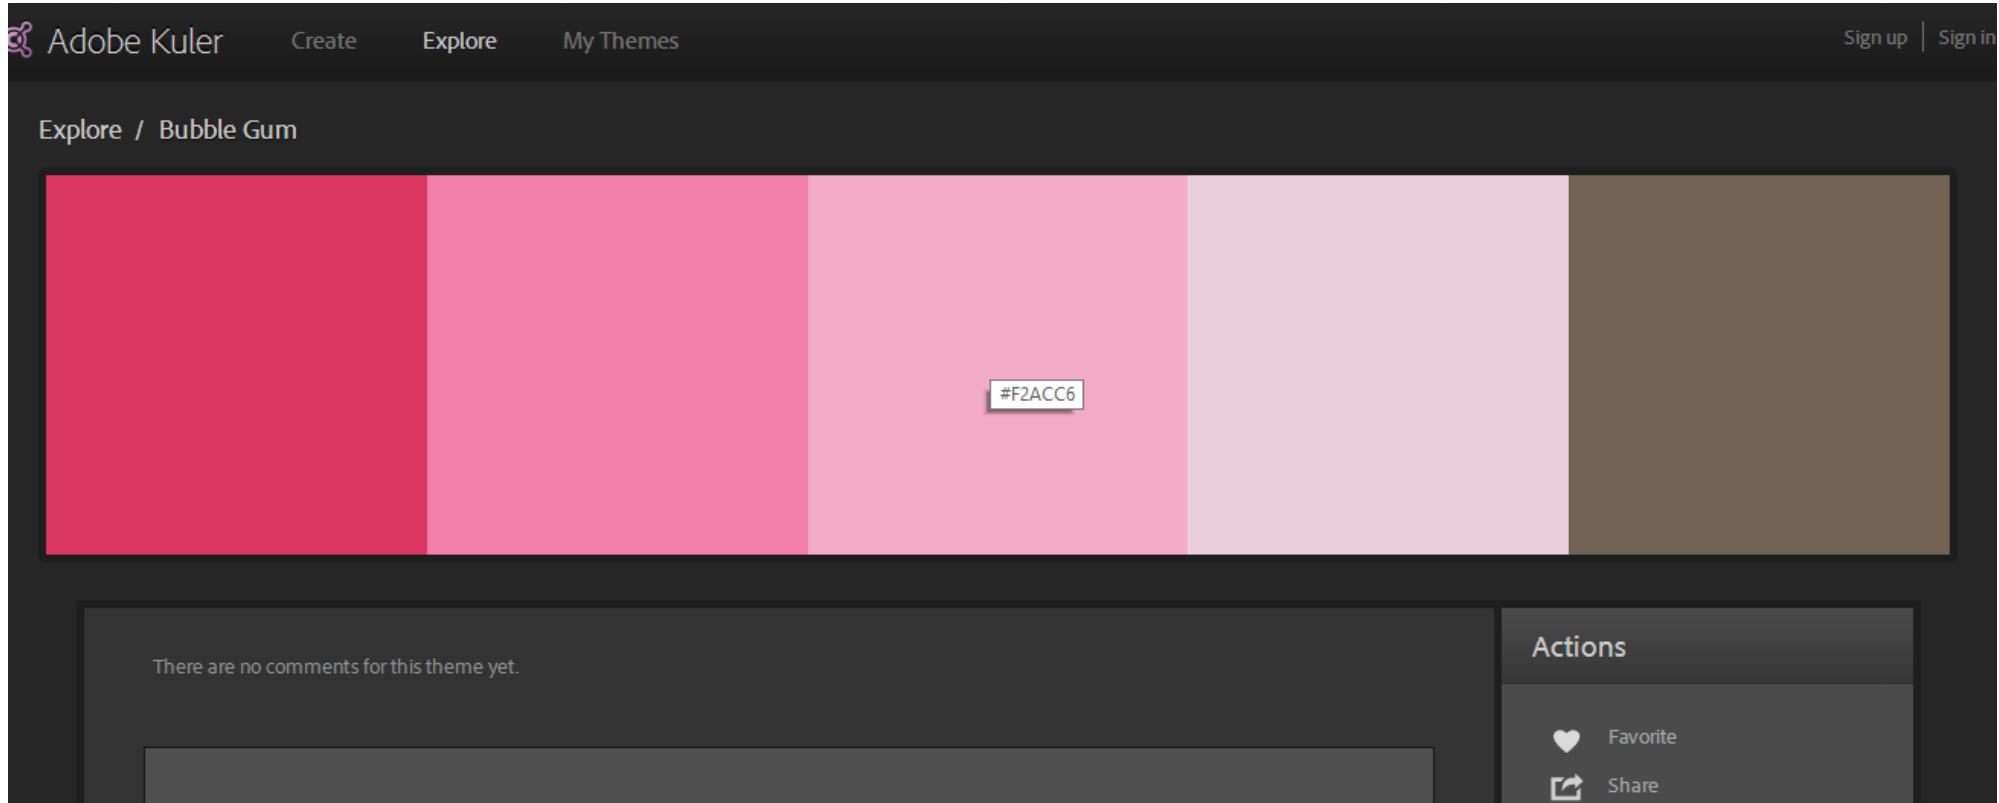 Adobe Kuler Create Explore My Themes Sign up Sign in
Explore / Bubble Gum
#F2ACC6
There are no comments for this theme yet.
Actions
Favorite
Share